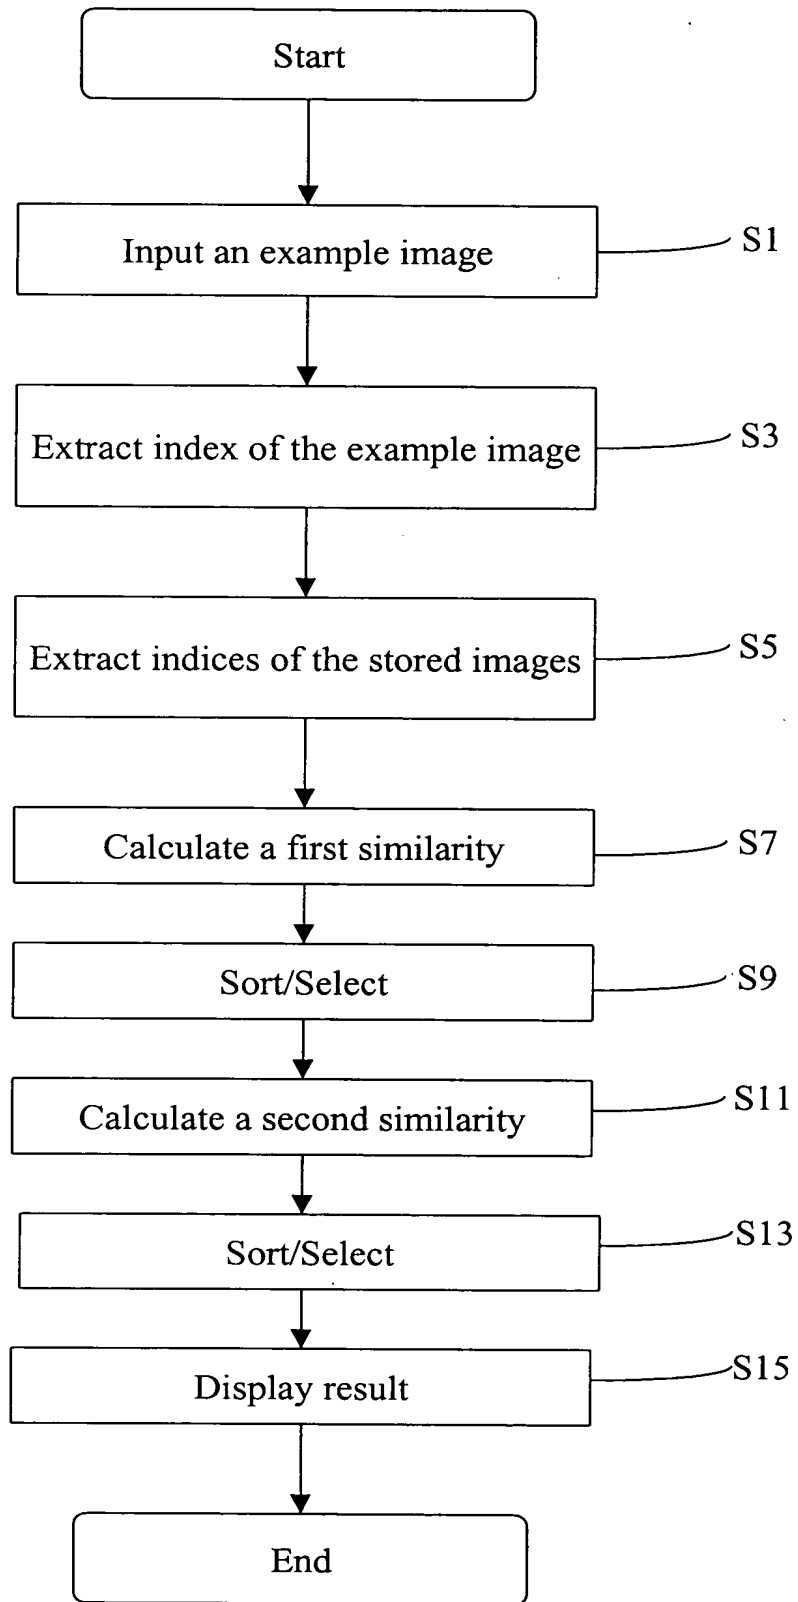 Start
Input an example image
S1
Extract index of the example image
S3
Extract indices of the stored images
S5
Calculate a first similarity
S7
Sort/Select
S9
Calculate a second similarity
S11
Sort/Select
S13
Display result
S15
End